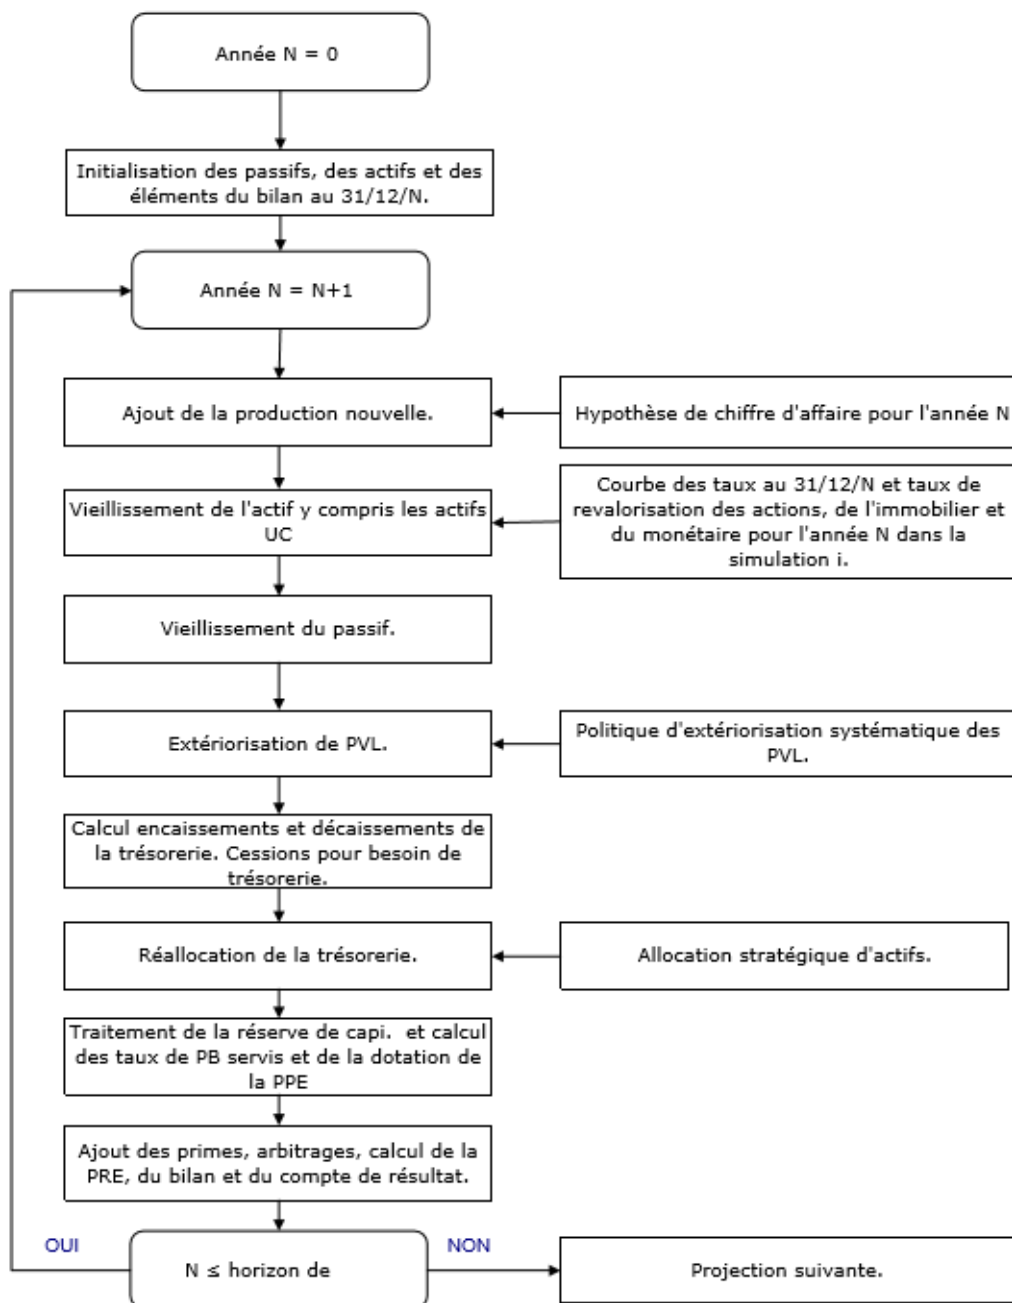 Année N = 0
Initialisation des passifs, des actifs et des
éléments du bilan au 31/12/N.
Année N = N+1
Ajout de la production nouvelle.
Hypothèse de chiffre d'affaire pour l'année N
Vieillissement de l'actif y compris les actifs
UC
Courbe des taux au 31/12/N et taux de
revalorisation des actions, de l'immobilier et
du monétaire pour l'année N dans la
simulation i.
Vieillissement du passif.
Extériorisation de PVL.
Politique d'extériorisation systématique des
PVL.
Calcul encaissements et décaissements de
la trésorerie. Cessions pour besoin de
trésorerie.
Réallocation de la trésorerie.
Allocation stratégique d'actifs.
Traitement de la réserve de capi. et calcul
des taux de PB servis et de la dotation de
la PPE
Ajout des primes, arbitrages, calcul de la
PRE, du bilan et du compte de résultat.
OUI
N ≤ horizon de
NON
Projection suivante.